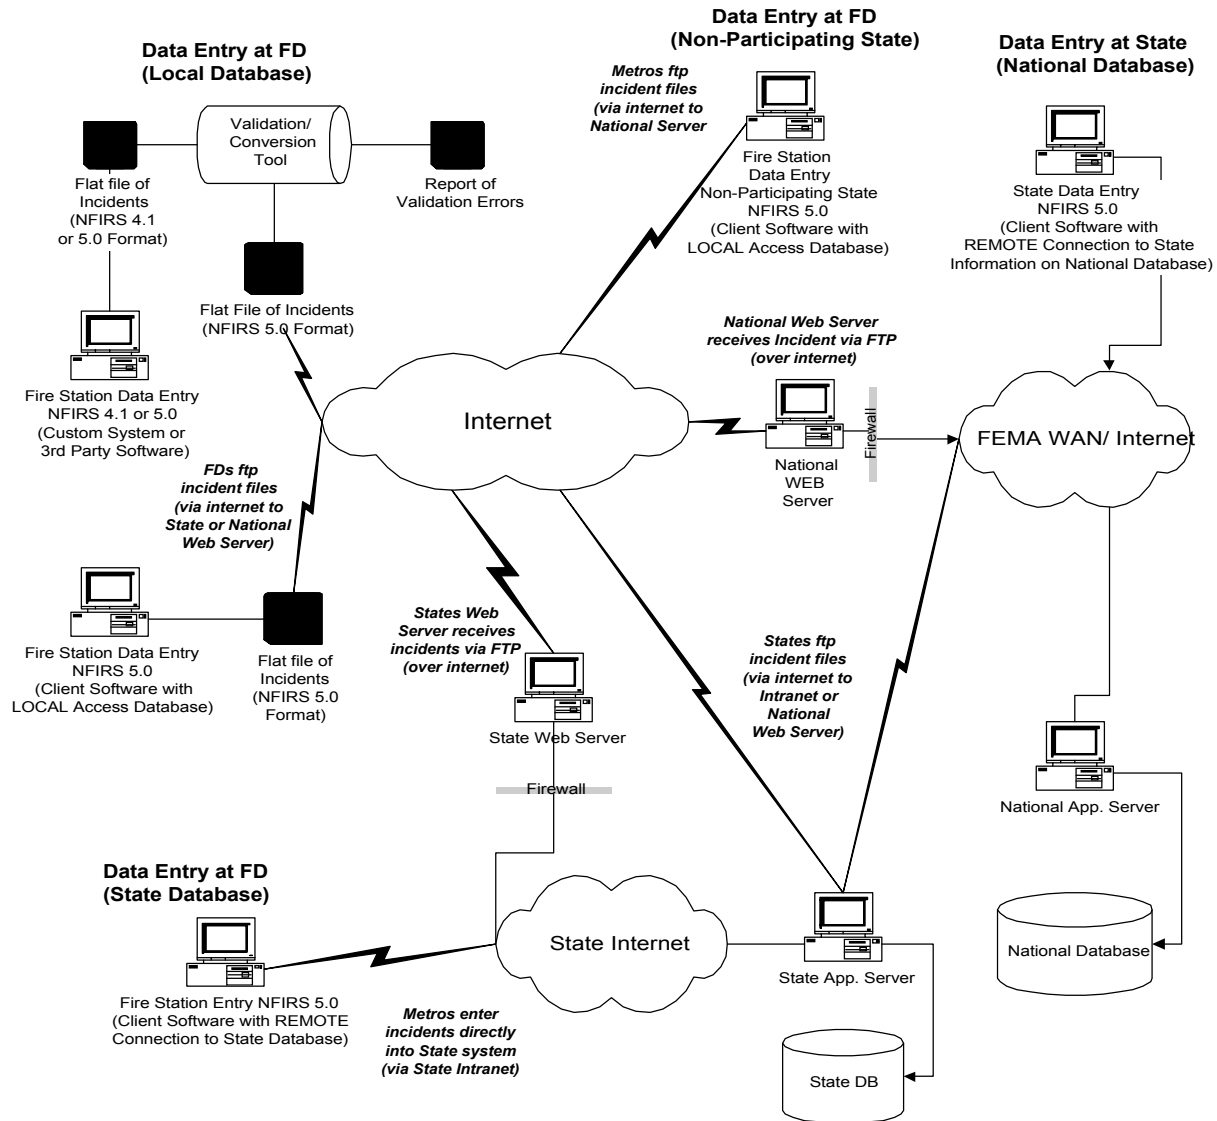 Data Entry at FD
(Local Database)
Data Entry at FD
(Non-Participating State)
Data Entry at State
(National Database)
Metros ftp
incident files
(via internet to
National Server
Validation/
Conversion
Tool
Flat file of
Incidents
(NFIRS 4.1
or 5.0 Format)
Report of
Validation Errors
Fire Station
Data Entry
Non-Participating State
NFIRS 5.0
(Client Software with
LOCAL Access Database)
State Data Entry
NFIRS 5.0
(Client Software with
REMOTE Connection to State
Information on National Database)
Flat File of Incidents
(NFIRS 5.0 Format)
National Web Server
receives Incident via FTP
(over internet)
Fire Station Data Entry
NFIRS 4.1 or 5.0
(Custom System or
3rd Party Software)
Internet
Firewall
FEMA WAN/ Internet
National
WEB
Server
FDs ftp
incident files
(via internet to
State or National
Web Server)
States Web
Server receives
incidents via FTP
(over internet)
States ftp
incident files
(via internet to
Intranet or
National
Web Server)
Fire Station Data Entry
NFIRS 5.0
(Client Software with
LOCAL Access Database)
Flat file of
Incidents
(NFIRS 5.0
Format)
State Web Server
Firewall
National App. Server
Data Entry at FD
(State Database)
State Internet
State App. Server
National Database
Fire Station Entry NFIRS 5.0
(Client Software with REMOTE
Connection to State Database)
Metros enter
incidents directly
into State system
(via State Intranet)
State DB